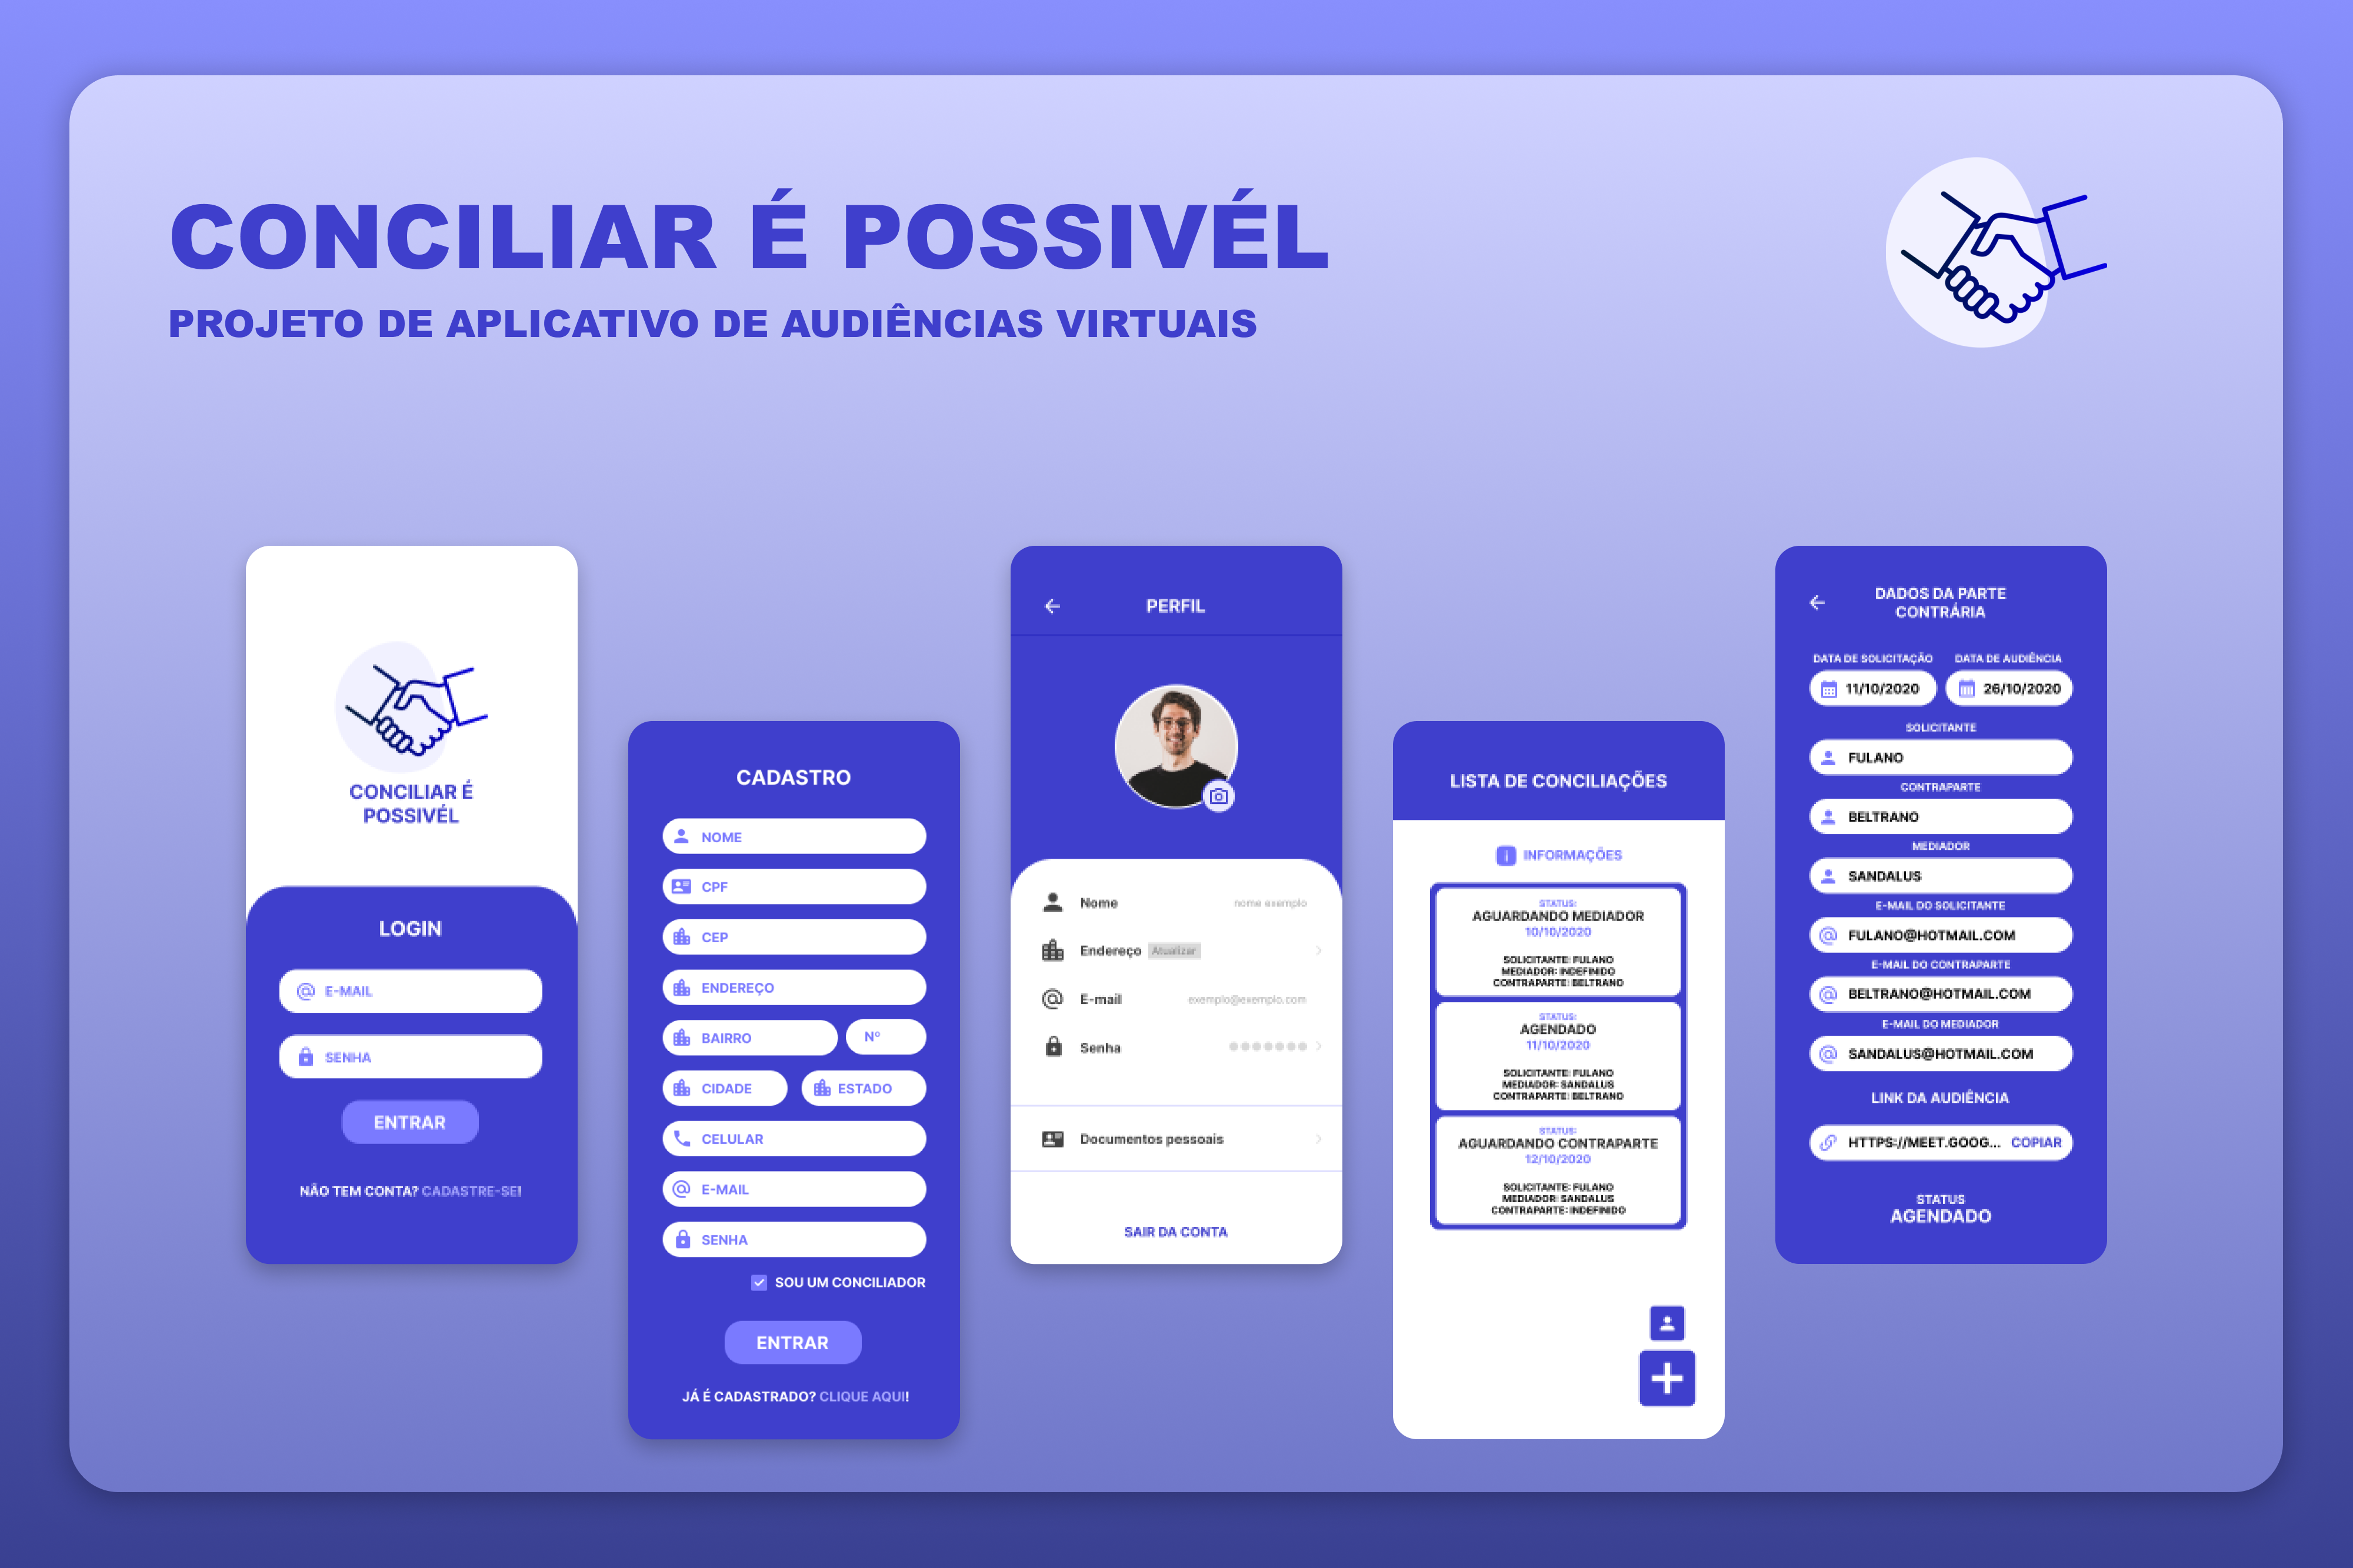 CONCILIAR É POSSIVÉL
PROJETO DE APLICATIVO DE AUDIÊNCIAS VIRTUAIS
CONCILIAR É
POSSIVÉL
LOGIN
E-MAIL
SENHA
ENTRAR
NÃO TEM CONTA? CADASTRE-SE!
CADASTRO
NOME
CPF
CEP
ENDEREÇO
BAIRRO
Nº
CIDADE
ESTADO
CELULAR
E-MAIL
SENHA
SOU UM CONCILIADOR
ENTRAR
JÁ É CADASTRADO? CLIQUE AQUI!
PERFIL
Nome
nome exemplo
Endereço Atualizar
E-mail
exemplo@exemplo.com
Senha
Documentos pessoais
SAIR DA CONTA
LISTA DE CONCILIAÇÕES
i INFORMAÇÕES
STATUS:
AGUARDANDO MEDIADOR
10/10/2020
SOLICITANTE: FULANO
MEDIADOR: INDEFINIDO
CONTRAPARTE: BELTRANO
STATUS:
AGENDADO
11/10/2020
SOLICITANTE: FULANO
MEDIADOR: SANDALUS
CONTRAPARTE: BELTRANO
STATUS:
AGUARDANDO CONTRAPARTE
12/10/2020
SOLICITANTE: FULANO
MEDIADOR: SANDALUS
CONTRAPARTE: INDEFINIDO
DADOS DA PARTE
CONTRÁRIA
DATA DE SOLICITAÇÃO
DATA DE AUDIÊNCIA
11/10/2020
26/10/2020
SOLICITANTE
FULANO
CONTRAPARTE
BELTRANO
MEDIADOR
SANDALUS
E-MAIL DO SOLICITANTE
FULANO@HOTMAIL.COM
E-MAIL DO CONTRAPARTE
BELTRANO@HOTMAIL.COM
E-MAIL DO MEDIADOR
SANDALUS@HOTMAIL.COM
LINK DA AUDIÊNCIA
HTTPS://MEET.GOOG... COPIAR
STATUS
AGENDADO